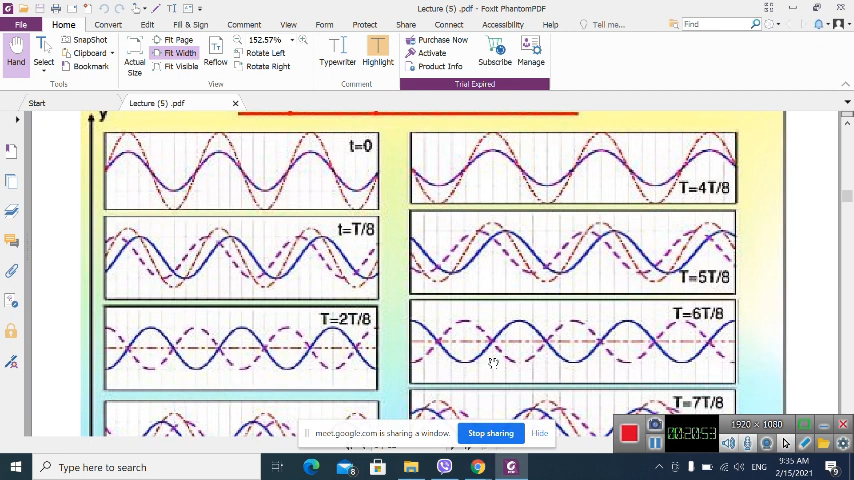 Lecture (5) .pdf - Foxit PhantomPDF
File
Home
Convert
Edit
Fill & Sign
Comment
View
Form
Protect
Share
Connect
Accessibility
Help
Tell me...
Find
Hand
Select
SnapShot
Clipboard
Bookmark
Tools
Actual
Size
Fit Page
Fit Width
Fit Visible
Reflow
152.57%
Rotate Left
Rotate Right
View
Typewriter
Highlight
Comment
Purchase Now
Activate
Product Info
Subscribe
Manage
Trial Expired
Start
Lecture (5) .pdf
y
t=0
T=4T/8
t=T/8
5T/8
T=2T/8
T=6T/8
T=7T/8
meet.google.com is sharing a window.
Stop sharing
Hide
00:20:53
1920 × 1080
Type here to search
8
ENG
9:35 AM
2/15/2021
9